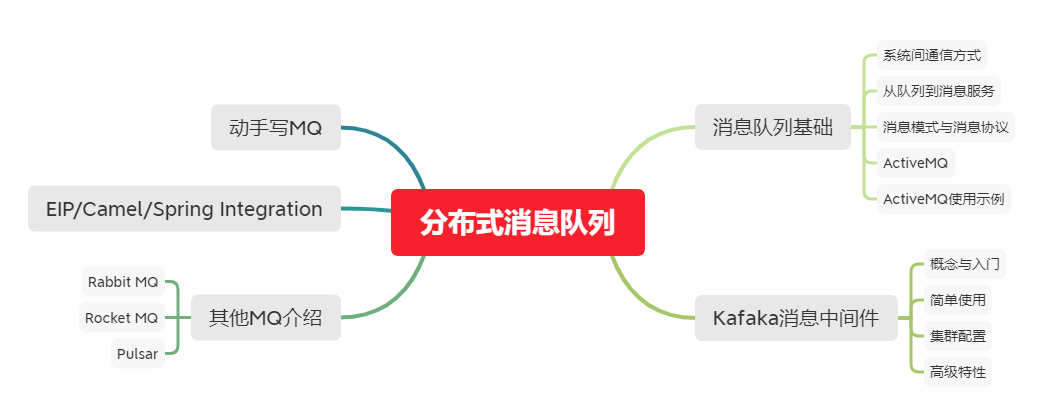 分布式消息队列
消息队列基础
系统间通信方式
从队列到消息服务
消息模式与消息协议
ActiveMQ
ActiveMQ使用示例
Kafaka消息中间件
概念与入门
简单使用
集群配置
高级特性
动手写MQ
EIP/Camel/Spring Integration
其他MQ介绍
Rabbit MQ
Rocket MQ
Pulsar